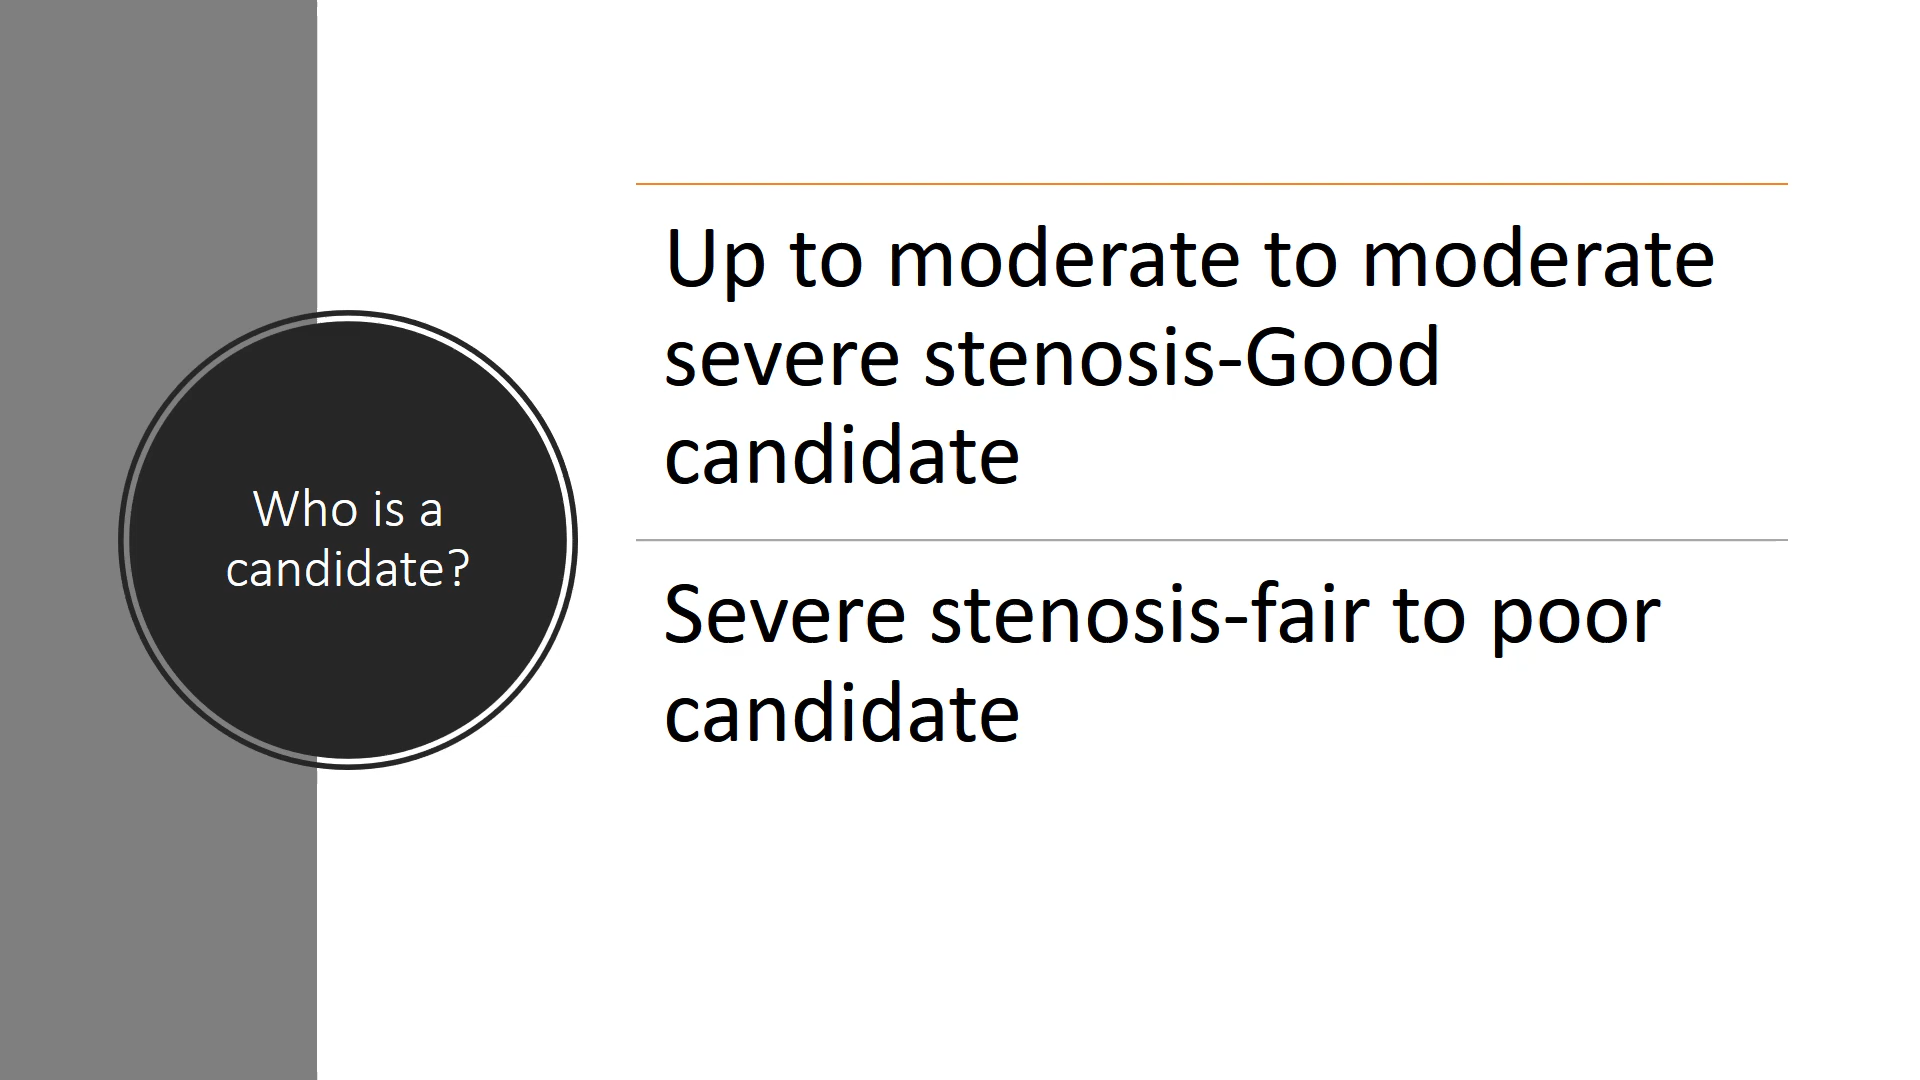 Who is a
candidate?
Up to moderate to moderate
severe stenosis-Good
candidate
Severe stenosis-fair to poor
candidate